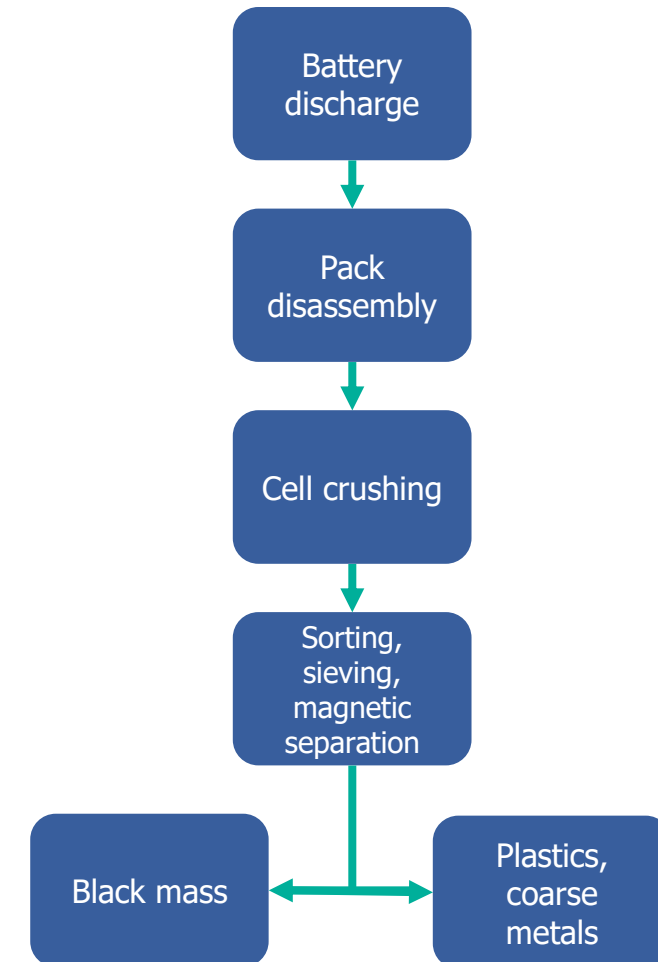 Battery
discharge
Pack
disassembly
Cell crushing
Sorting,
sieving,
magnetic
separation
Black mass
Plastics,
coarse
metals